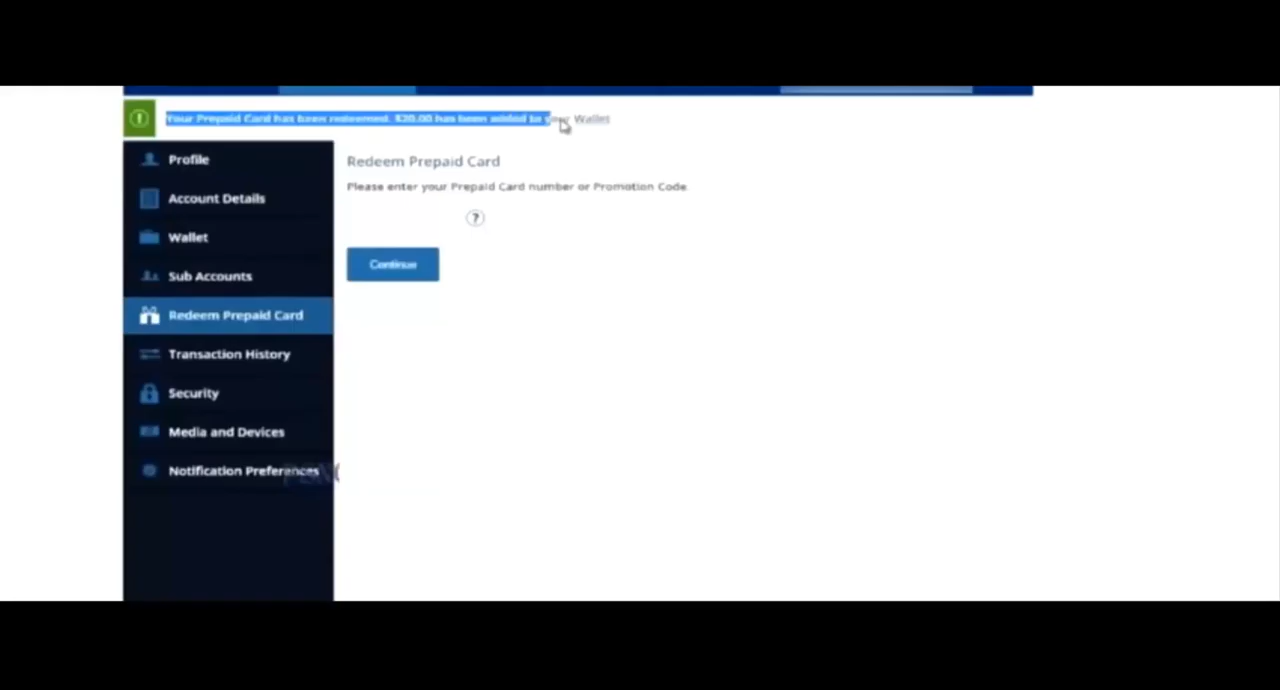 Your Prepaid Card has been redeemed. $20.00 has been added to your Wallet
Profile
Account Details
Wallet
Sub Accounts
Redeem Prepaid Card
Transaction History
Security
Media and Devices
Notification Preferences
Redeem Prepaid Card
Please enter your Prepaid Card number or Promotion Code.
?
Continue